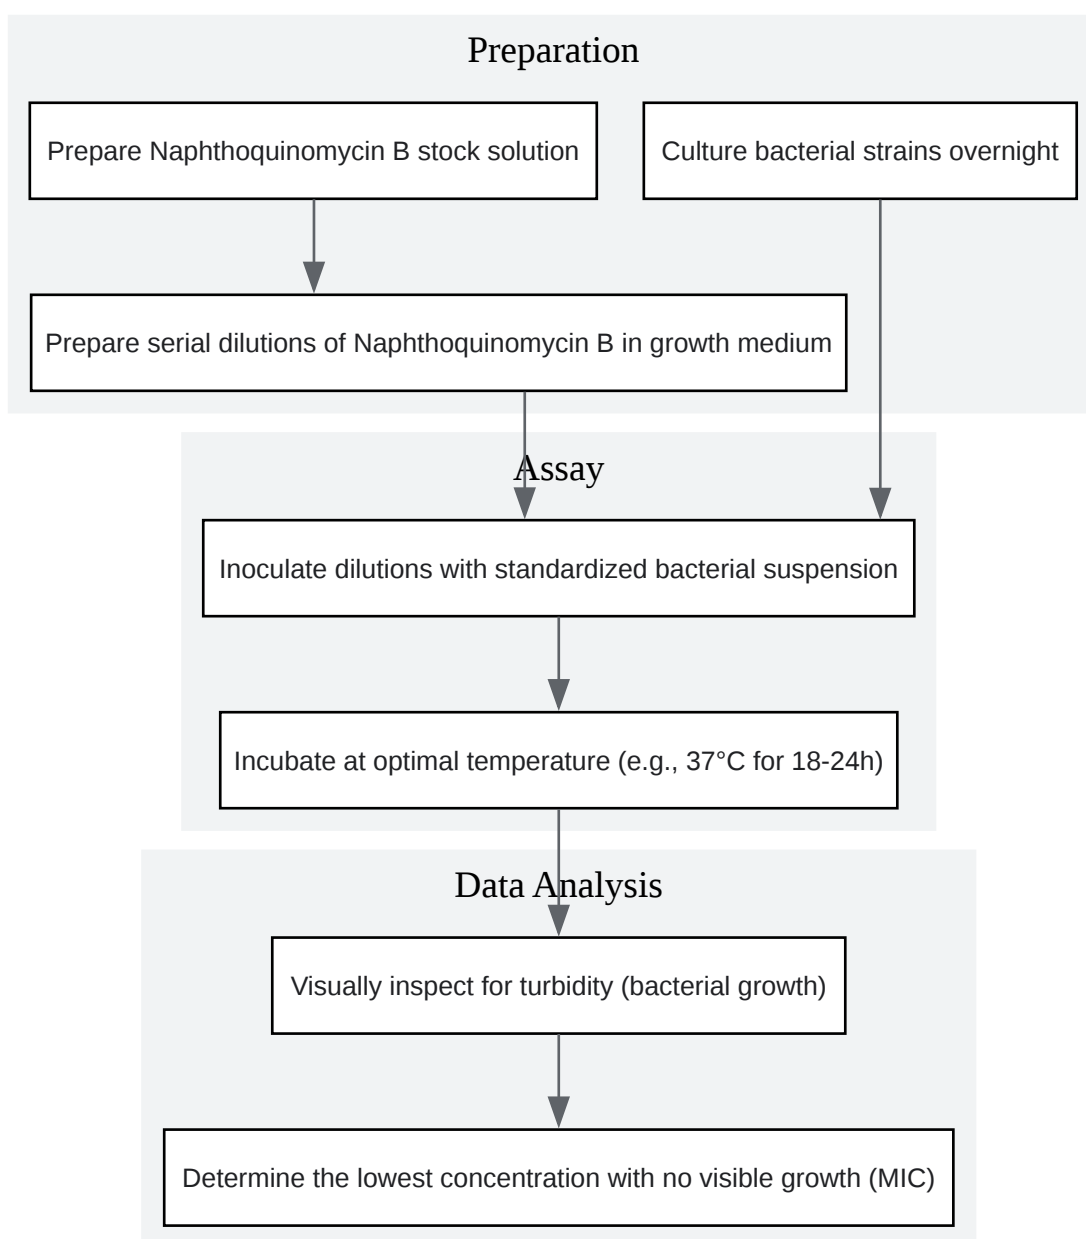 Preparation
Prepare Naphthoquinomycin B stock solution
Culture bacterial strains overnight
Prepare serial dilutions of Naphthoquinomycin B in growth medium
Assay
Inoculate dilutions with standardized bacterial suspension
Incubate at optimal temperature (e.g., 37°C for 18-24h)
Data Analysis
Visually inspect for turbidity (bacterial growth)
Determine the lowest concentration with no visible growth (MIC)